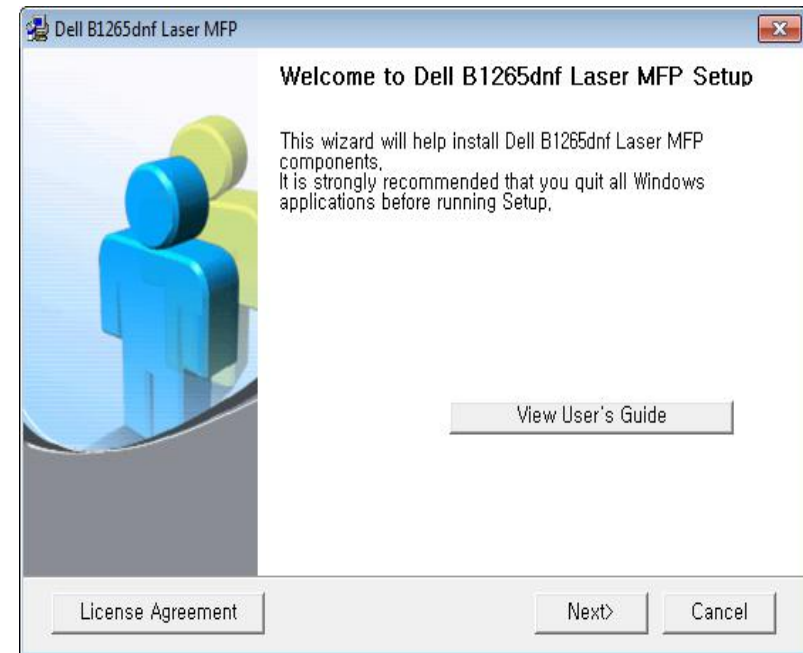 Dell B1265dnf Laser MFP
Welcome to Dell B1265dnf Laser MFP Setup
This wizard will help install Dell B1265dnf Laser MFP
components,
It is strongly recommended that you quit all Windows
applications before running Setup,
View User's Guide
License Agreement
Next>
Cancel